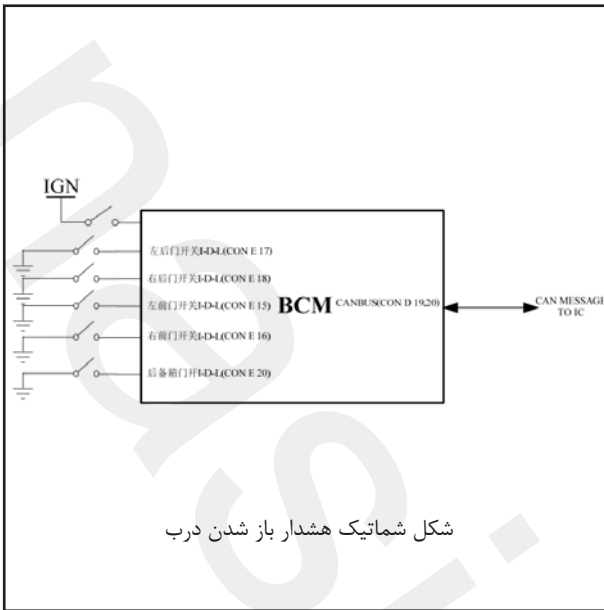 IGN
左后门开关I-D-L(CON E 17)
右后门开关I-D-L(CON E 18)
左前门开关I-D-L(CON E 15)
右前门开关I-D-L(CON E 16)
后备箱门开I-D-L(CON E 20)
BCM
CANBUS(CON D 19,20)
CAN MESSAGE
TO IC
شکل شماتیک هشدار باز شدن درب